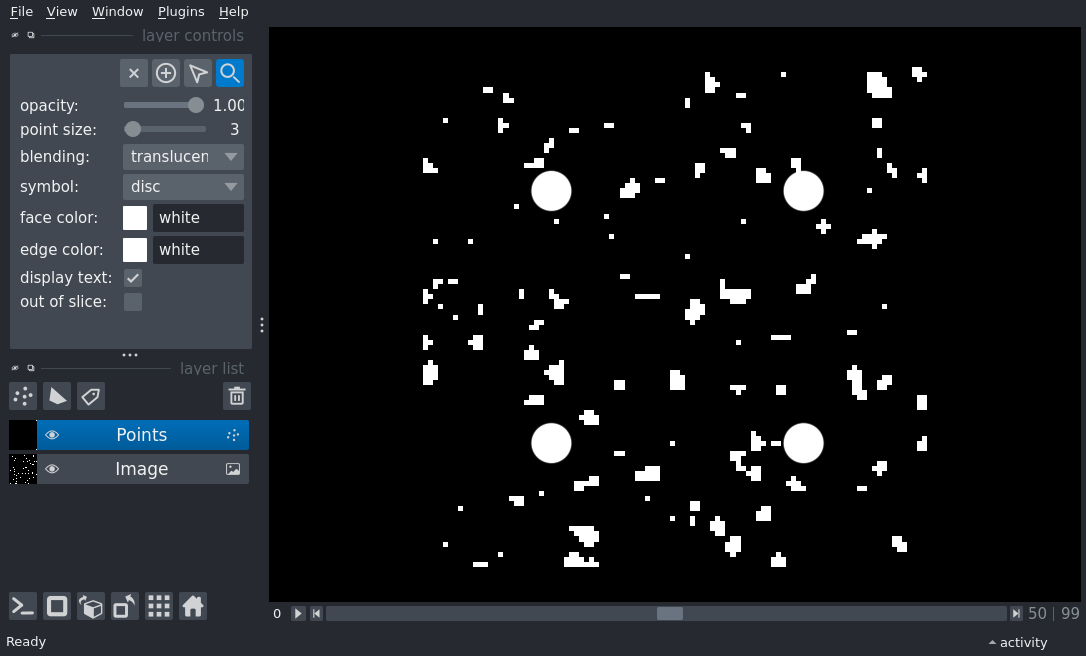 File View Window Plugins Help
layer controls
opacity: 1.00
point size: 3
blending: translucen
symbol: disc
face color: white
edge color: white
display text:
out of slice:
layer list
Points
Image
0 50 | 99
Ready activity